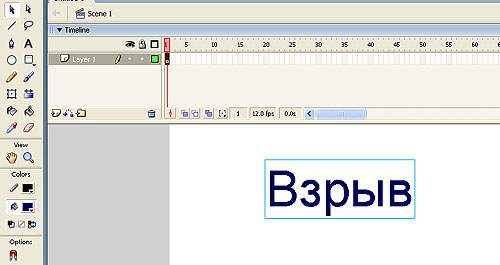 Scene 1
Timeline
1 5 10 15 20 25 30 35 40 45 50 55 60 65
Layer 1
1 12.0 fps 0.0s
View
Colors
Options:
Взрыв